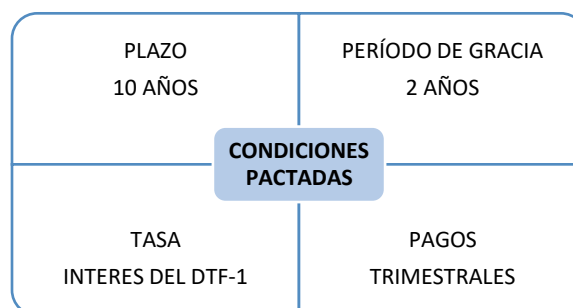 PLAZO
10 AÑOS
PERÍODO DE GRACIA
2 AÑOS
CONDICIONES
PACTADAS
TASA
INTERES DEL DTF-1
PAGOS
TRIMESTRALES